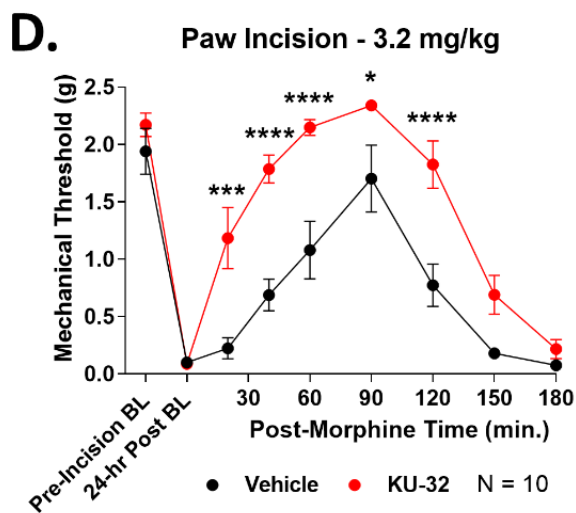 D.
Paw Incision - 3.2 mg/kg
Mechanical Threshold (g)
2.5
2.0
1.5
1.0
0.5
0.0
***
****
****
*
****
Pre-Incision BL
24-hr Post BL
30 60 90 120 150 180
Post-Morphine Time (min.)
Vehicle KU-32 N = 10